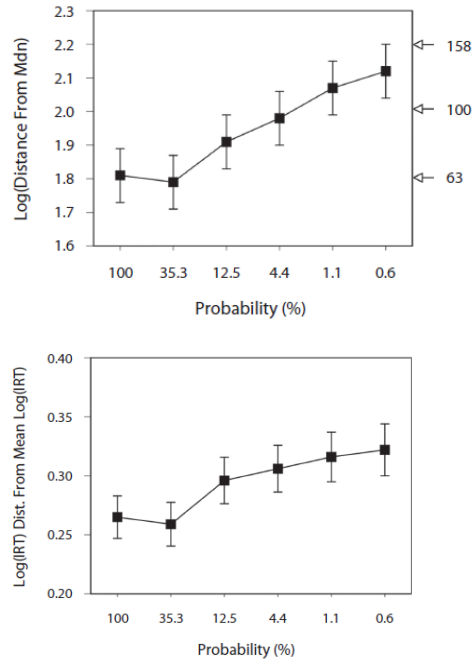 Log(Distance From Mdn)
2.3
2.2
2.1
2.0
1.9
1.8
1.7
1.6
158
100
63
100 35.3 12.5 4.4 1.1 0.6
Probability (%)
Log(IRT) Dist. From Mean Log(IRT)
0.40
0.35
0.30
0.25
0.20
100 35.3 12.5 4.4 1.1 0.6
Probability (%)